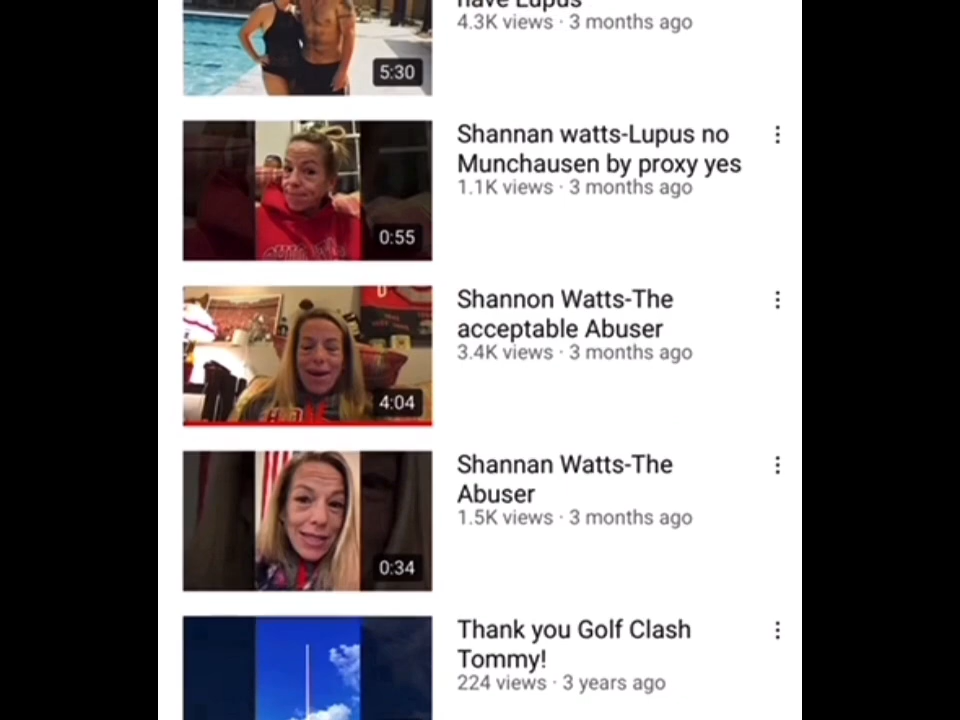 have Lupus
4.3K views · 3 months ago
5:30
Shannan watts-Lupus no
Munchausen by proxy yes
1.1K views · 3 months ago
0:55
Shannon Watts-The
acceptable Abuser
3.4K views · 3 months ago
4:04
Shannan Watts-The
Abuser
1.5K views · 3 months ago
0:34
Thank you Golf Clash
Tommy!
224 views · 3 years ago